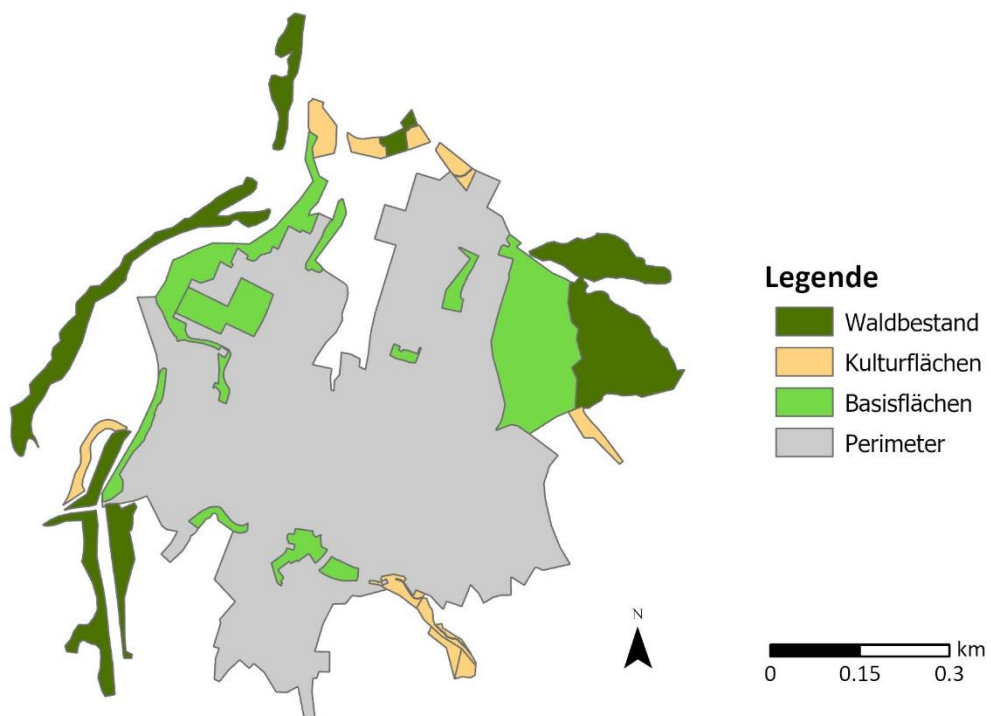 Legende
Waldbestand
Kulturflächen
Basisflächen
Perimeter
N
km
0 0.15 0.3